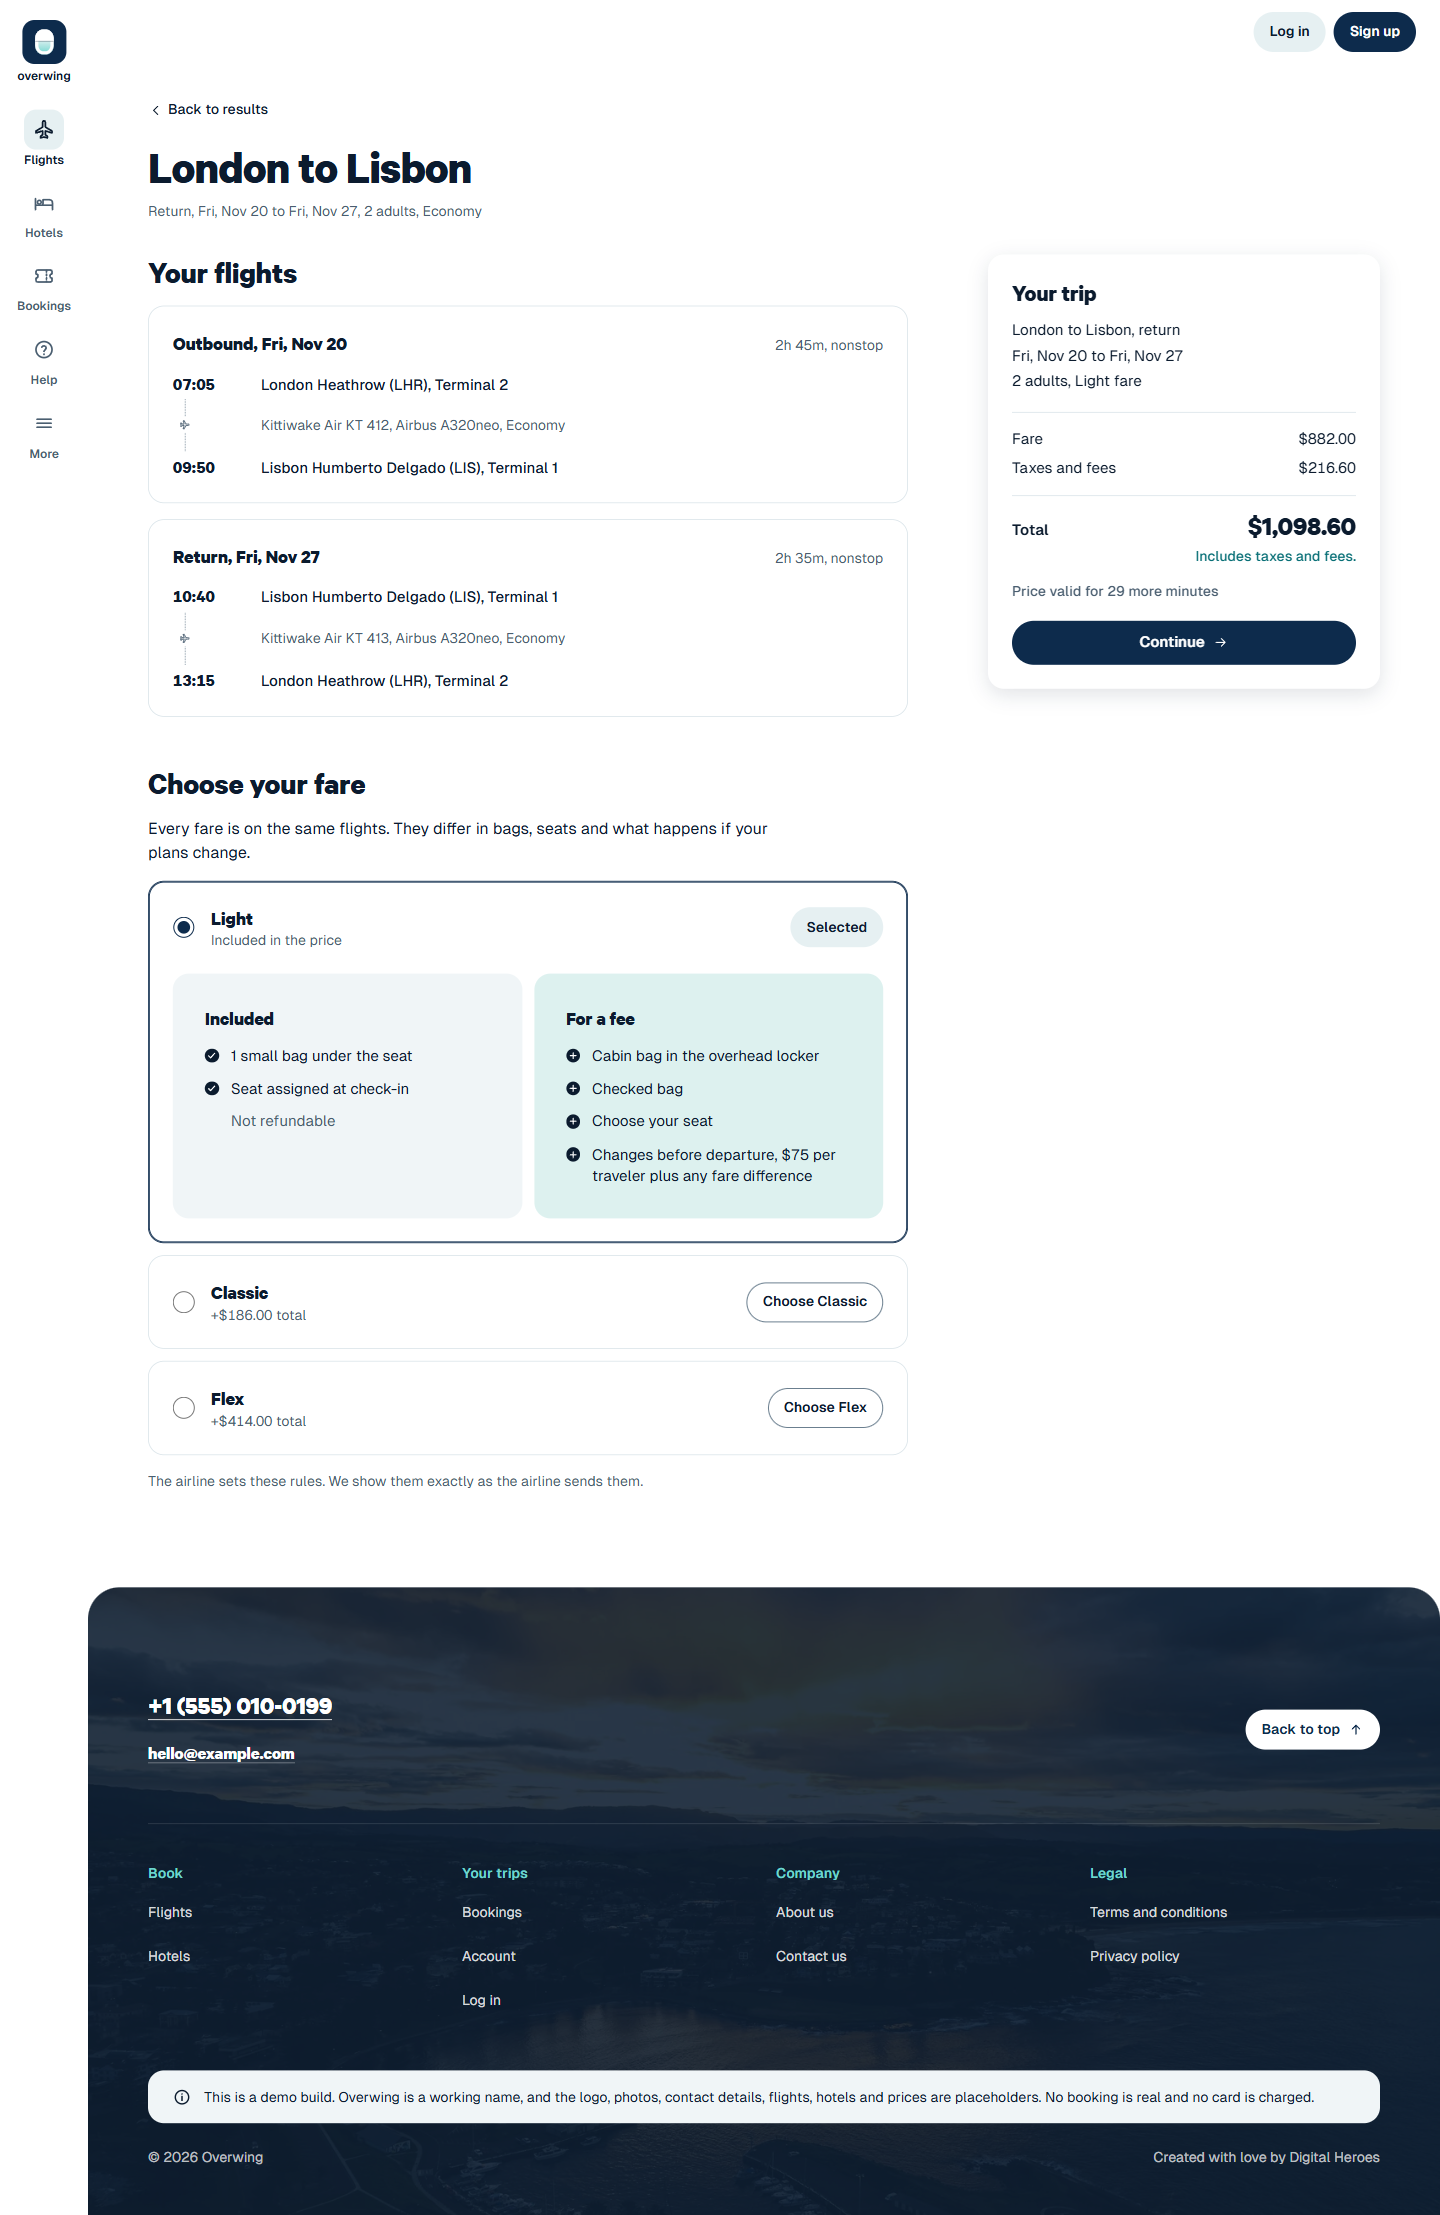 overwing
Flights
Hotels
Bookings
Help
More
Log in
Sign up
Back to results
London to Lisbon
Return, Fri, Nov 20 to Fri, Nov 27, 2 adults, Economy
Your flights
Outbound, Fri, Nov 20
2h 45m, nonstop
07:05
London Heathrow (LHR), Terminal 2
Kittiwake Air KT 412, Airbus A320neo, Economy
09:50
Lisbon Humberto Delgado (LIS), Terminal 1
Return, Fri, Nov 27
2h 35m, nonstop
10:40
Lisbon Humberto Delgado (LIS), Terminal 1
Kittiwake Air KT 413, Airbus A320neo, Economy
13:15
London Heathrow (LHR), Terminal 2
Your trip
London to Lisbon, return
Fri, Nov 20 to Fri, Nov 27
2 adults, Light fare
Fare
$882.00
Taxes and fees
$216.60
Total
$1,098.60
Includes taxes and fees.
Price valid for 29 more minutes
Continue
Choose your fare
Every fare is on the same flights. They differ in bags, seats and what happens if your
plans change.
Light
Included in the price
Selected
Included
1 small bag under the seat
Seat assigned at check-in
Not refundable
For a fee
Cabin bag in the overhead locker
Checked bag
Choose your seat
Changes before departure, $75 per
traveler plus any fare difference
Classic
+$186.00 total
Choose Classic
Flex
+$414.00 total
Choose Flex
The airline sets these rules. We show them exactly as the airline sends them.
+1 (555) 010-0199
hello@example.com
Back to top
Book
Flights
Hotels
Your trips
Bookings
Account
Log in
Company
About us
Contact us
Legal
Terms and conditions
Privacy policy
This is a demo build. Overwing is a working name, and the logo, photos, contact details, flights, hotels and prices are placeholders. No booking is real and no card is charged.
© 2026 Overwing
Created with love by Digital Heroes